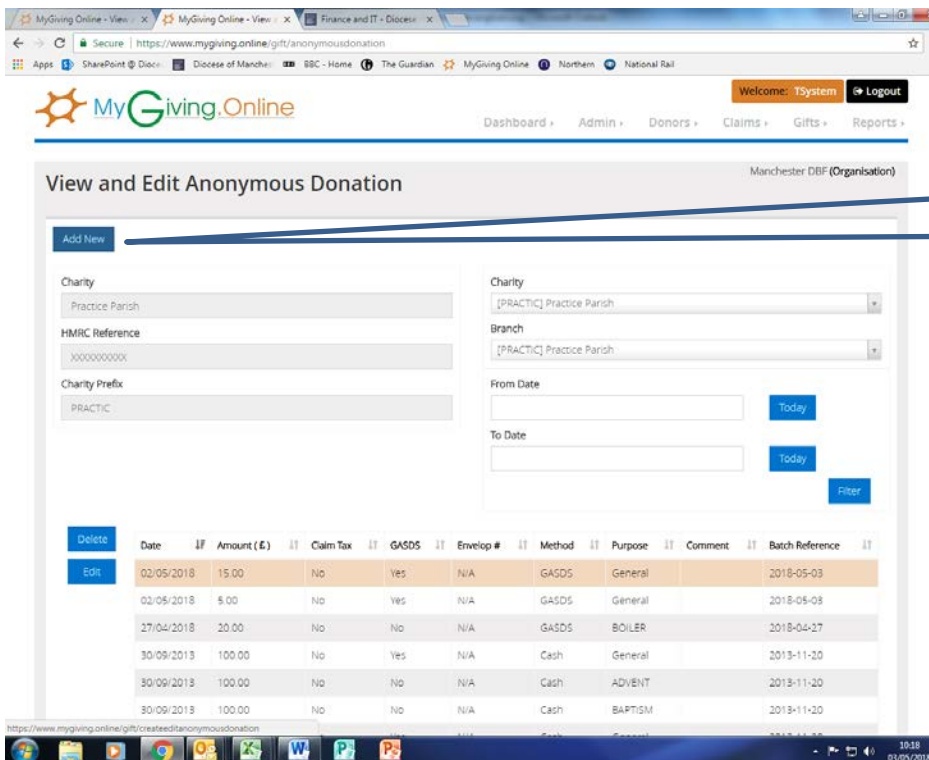 MyGiving Online - View
MyGiving Online - View
Finance and IT - Diocese
Secure https://www.mygiving.online/gift/anonymousdonation
Apps SharePoint @ Dioce Diocese of Manches BBC - Home The Guardian MyGiving Online Northern National Rail
MyGiving.Online
Welcome: TSystem Logout
Dashboard Admin Donors Claims Gifts Reports
View and Edit Anonymous Donation
Manchester DBF (Organisation)
Add New
Charity
Practice Parish
HMRC Reference
XXXXXXXXXX
Charity Prefix
PRACTIC
Charity
[PRACTIC] Practice Parish
Branch
[PRACTIC] Practice Parish
From Date
Today
To Date
Today
Filter
Delete
Edit
Date Amount (£) Claim Tax GASDS Envelop # Method Purpose Comment Batch Reference
02/05/2018 15.00 No Yes N/A GASDS General 2018-05-03
02/05/2018 5.00 No Yes N/A GASDS General 2018-05-03
27/04/2018 20.00 No No N/A GASDS BOILER 2018-04-27
30/09/2013 100.00 No Yes N/A Cash General 2013-11-20
30/09/2013 100.00 No No N/A Cash ADVENT 2013-11-20
30/09/2013 100.00 No No N/A Cash BAPTISM 2013-11-20
https://www.mygiving.online/gift/createeditanonymousdonation
10:18
03/05/2018